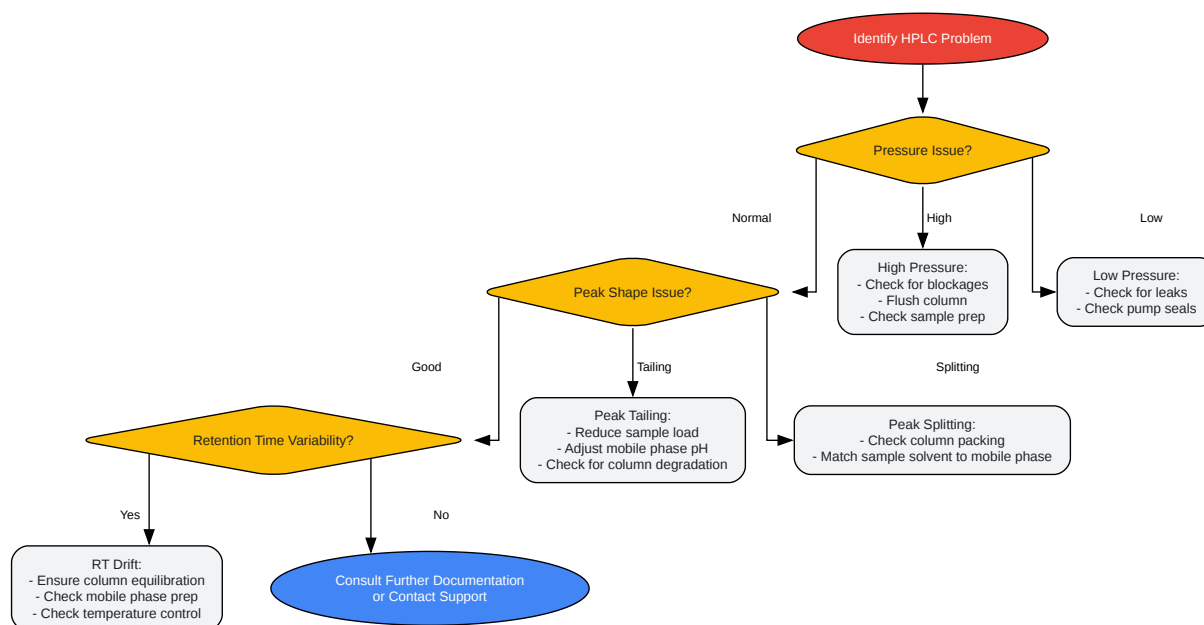 Identify HPLC Problem
Pressure Issue?
Normal
High
Low
High Pressure:
- Check for blockages
- Flush column
- Check sample prep
Low Pressure:
- Check for leaks
- Check pump seals
Peak Shape Issue?
Good
Tailing
Splitting
Peak Tailing:
- Reduce sample load
- Adjust mobile phase pH
- Check for column degradation
Peak Splitting:
- Check column packing
- Match sample solvent to mobile phase
Retention Time Variability?
Yes
No
RT Drift:
- Ensure column equilibration
- Check mobile phase prep
- Check temperature control
Consult Further Documentation
or Contact Support